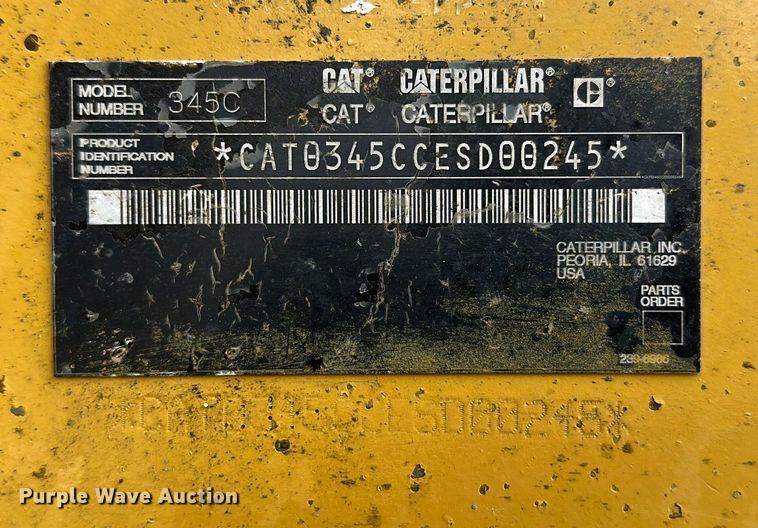 MODEL NUMBER 345C
CAT® CATERPILLAR® C
CAT® CATERPILLAR®
PRODUCT IDENTIFICATION NUMBER
*CAT0345CCESD00245*
CATERPILLAR INC.
PEORIA, IL 61629
USA
PARTS
ORDER
Purple Wave Auction